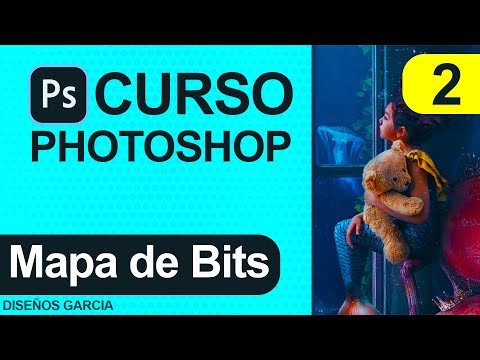 Ps CURSO
PHOTOSHOP
2
Mapa de Bits
DISEÑOS GARCIA